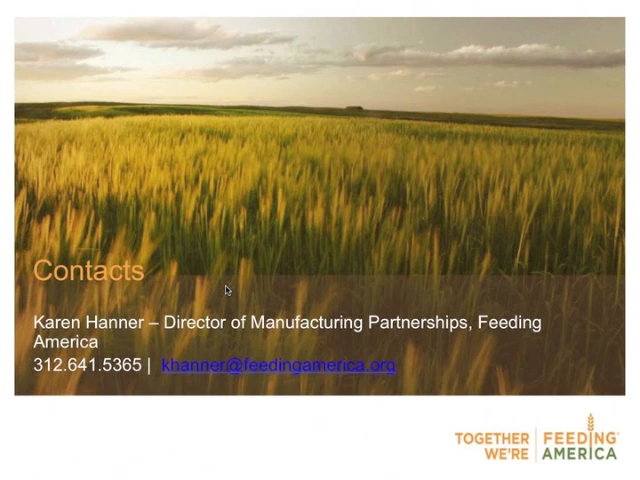 Contacts
Karen Hanner – Director of Manufacturing Partnerships, Feeding
America
312.641.5365 | khanner@feedingamerica.org
TOGETHER
WE'RE
FEEDING
AMERICA